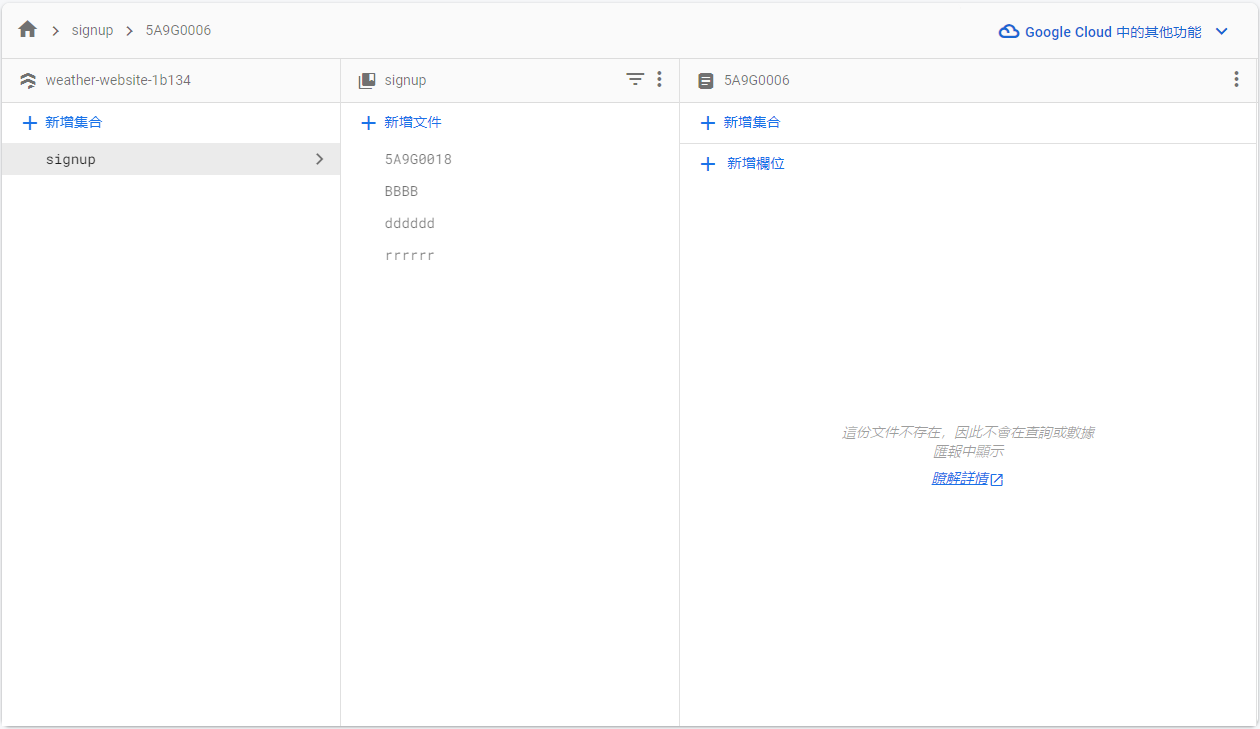 signup
5A9G0006
Google Cloud 中的其他功能
weather-website-1b134
signup
5A9G0006
新增集合
新增文件
新增集合
signup
5A9G0018
新增欄位
BBBB
dddddd
rrrrrr
這份文件不存在，因此不會在查詢或數據
匯報中顯示
瞭解詳情